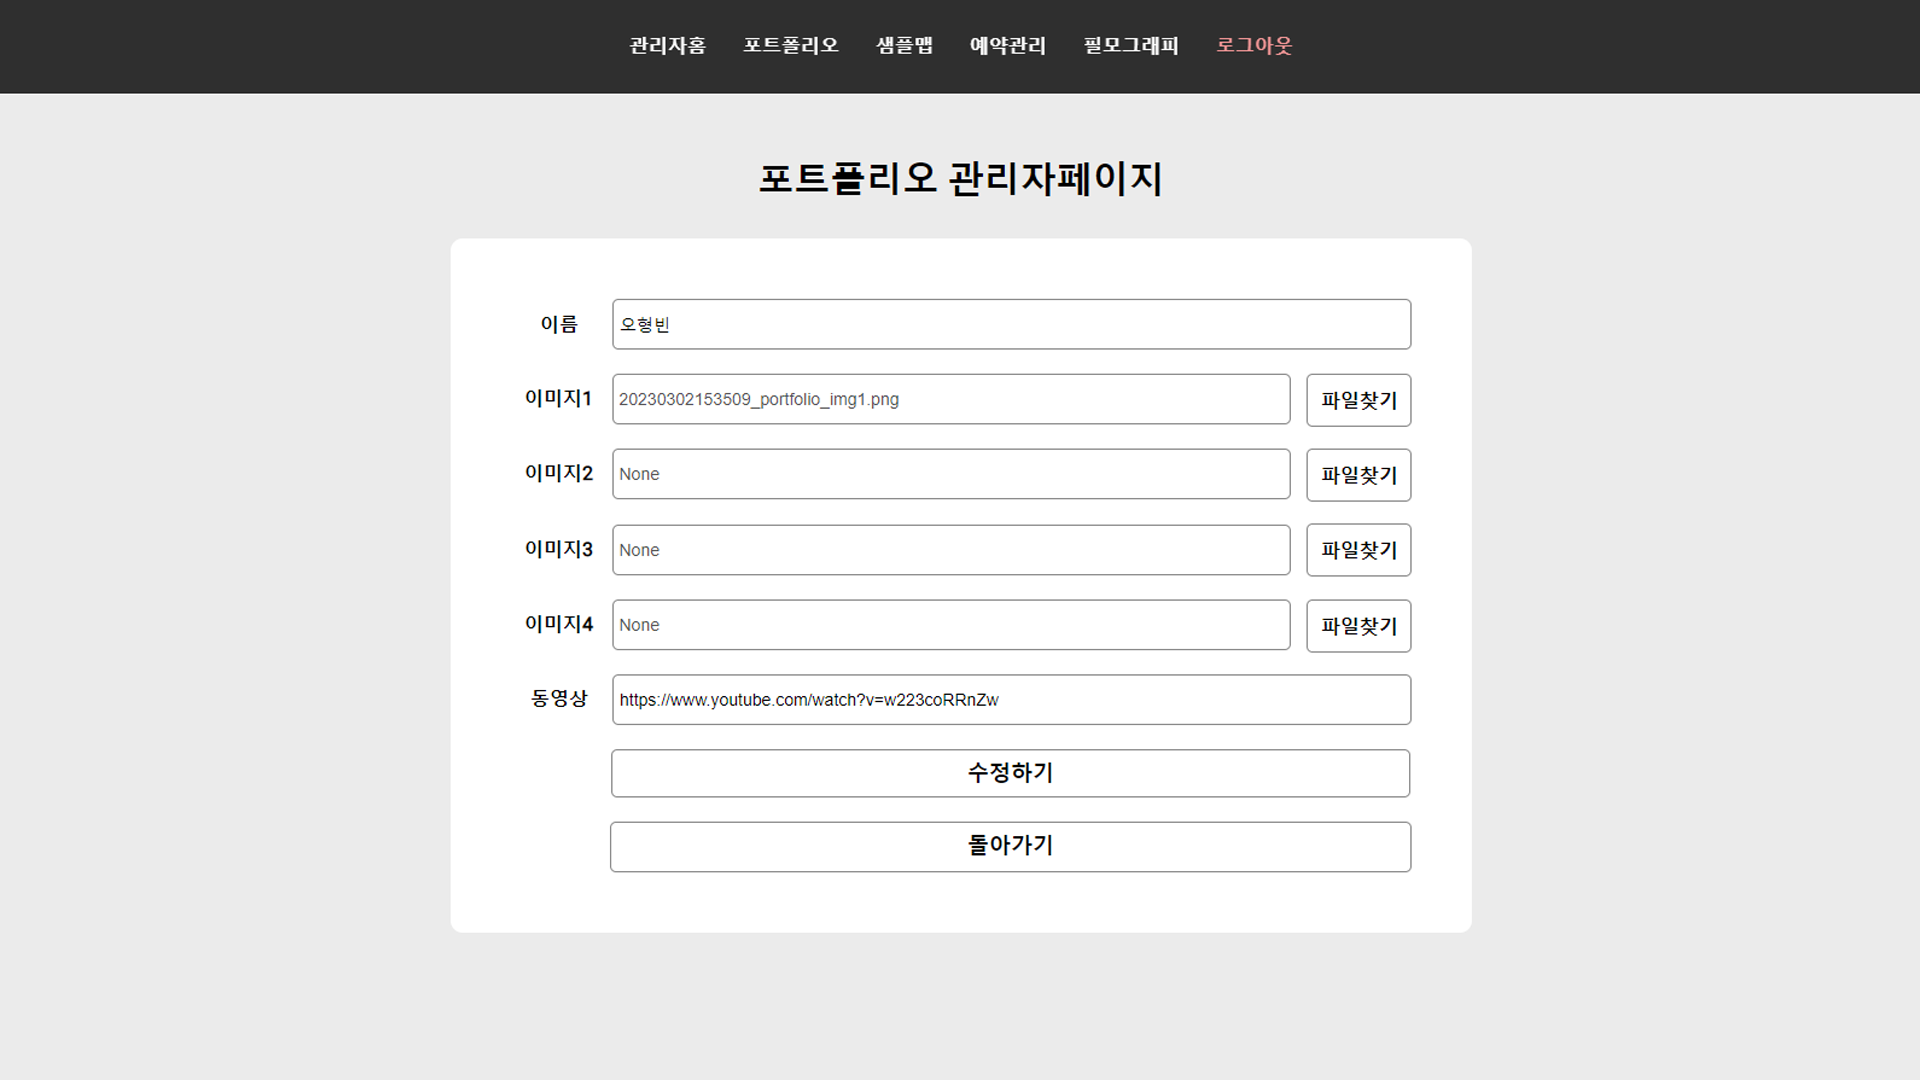 관리자홈 포트폴리오 샘플맵 예약관리 필모그래피 로그아웃
포트폴리오 관리자페이지
이름 오형빈
이미지1 20230302153509_portfolio_img1.png 파일찾기
이미지2 None 파일찾기
이미지3 None 파일찾기
이미지4 None 파일찾기
동영상 https://www.youtube.com/watch?v=w223coRRnZw
수정하기
돌아가기